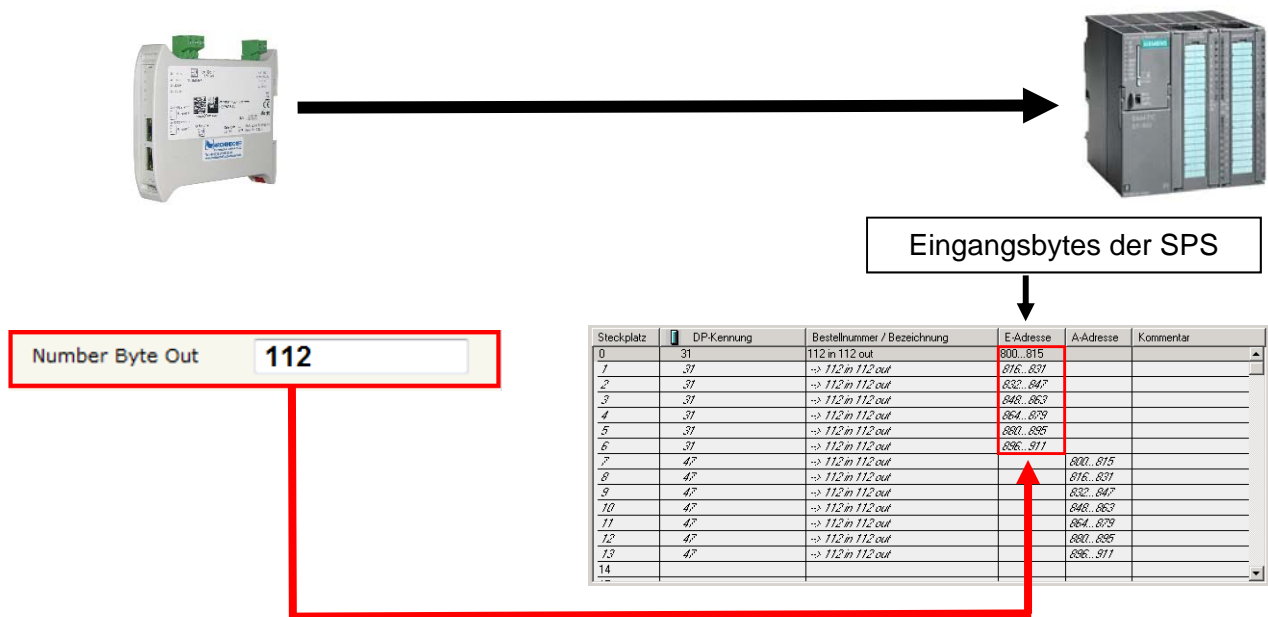 SIEMENS
SIMATIC
S7-300
Eingangsbytes der SPS
Number Byte Out 112
Steckplatz DP-Kennung Bestellnummer / Bezeichnung E-Adresse A-Adresse Kommentar
0 31 112 in 112 out 800...815
1 31 --> 112 in 112 out 816...831
2 31 --> 112 in 112 out 832...847
3 31 --> 112 in 112 out 848...863
4 31 --> 112 in 112 out 864...879
5 31 --> 112 in 112 out 880...895
6 31 --> 112 in 112 out 896...911
7 47 --> 112 in 112 out 800...815
8 47 --> 112 in 112 out 816...831
9 47 --> 112 in 112 out 832...847
10 47 --> 112 in 112 out 848...863
11 47 --> 112 in 112 out 864...879
12 47 --> 112 in 112 out 880...895
13 47 --> 112 in 112 out 896...911
14